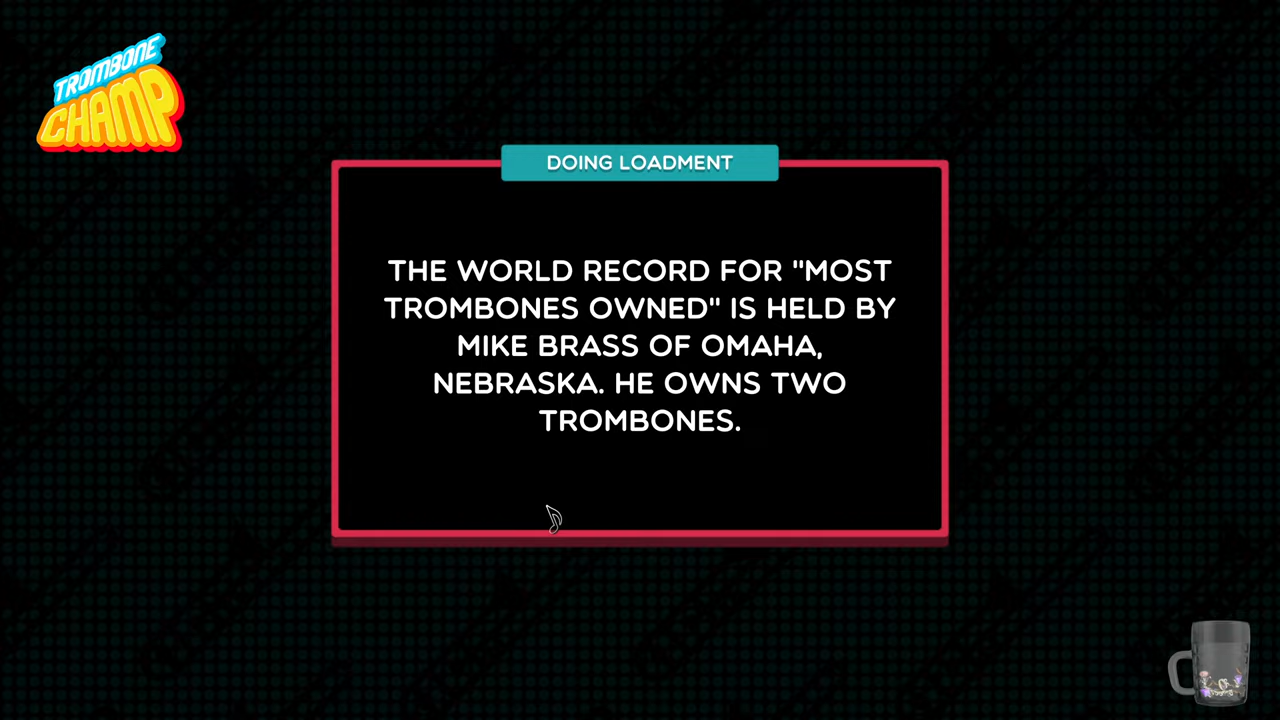 TROMBONE
CHAMP
DOING LOADMENT
THE WORLD RECORD FOR "MOST
TROMBONES OWNED" IS HELD BY
MIKE BRASS OF OMAHA,
NEBRASKA. HE OWNS TWO
TROMBONES.